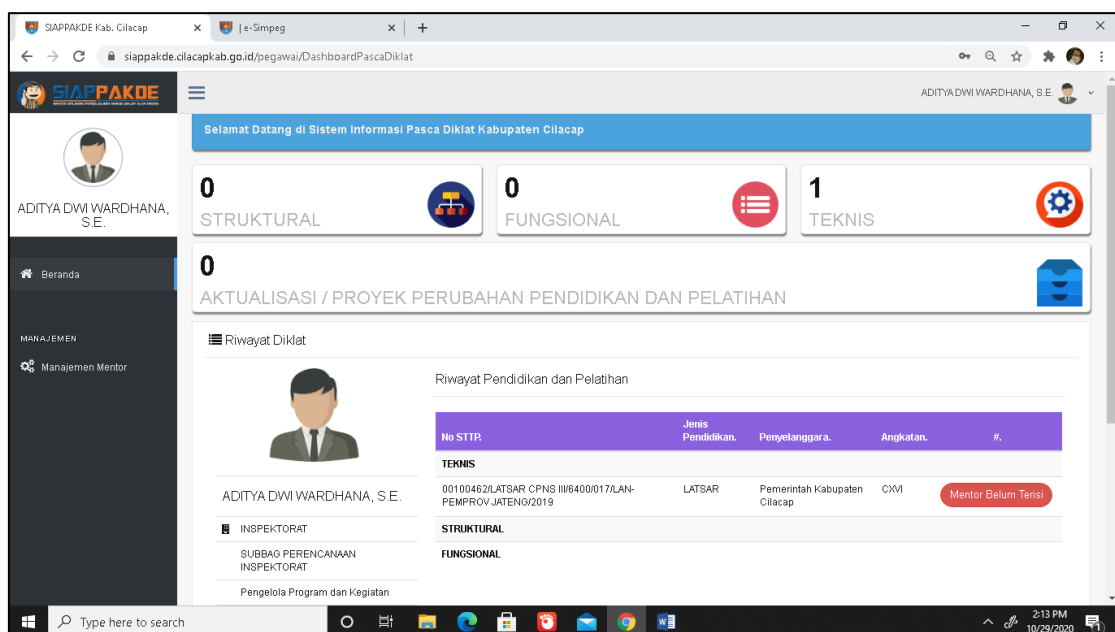 SIAPPAKDE Kab. Cilacap
| e-Simpeg
siappakde.cilacapkab.go.id/pegawai/DashboardPascaDiklat
SIAPPAKDE
ADITYA DWI WARDHANA, S.E.
Selamat Datang di Sistem Informasi Pasca Diklat Kabupaten Cilacap
ADITYA DWI WARDHANA,
S.E.
0
STRUKTURAL
0
FUNGSIONAL
1
TEKNIS
0
AKTUALISASI / PROYEK PERUBAHAN PENDIDIKAN DAN PELATIHAN
Beranda
MANAJEMEN
Manajemen Mentor
Riwayat Diklat
ADITYA DWI WARDHANA, S.E.
INSPEKTORAT
SUBBAG PERENCANAAN
INSPEKTORAT
Pengelola Program dan Kegiatan
Riwayat Pendidikan dan Pelatihan
No STTP. Jenis Pendidikan. Penyelanggara. Angkatan. #.
TEKNIS
00100462/LATSAR CPNS III/6400/017/LAN- LATSAR Pemerintah Kabupaten CXVI Mentor Belum Terisi
PEMPROV JATENG/2019 Cilacap
STRUKTURAL
FUNGSIONAL
Type here to search
2:13 PM
10/29/2020